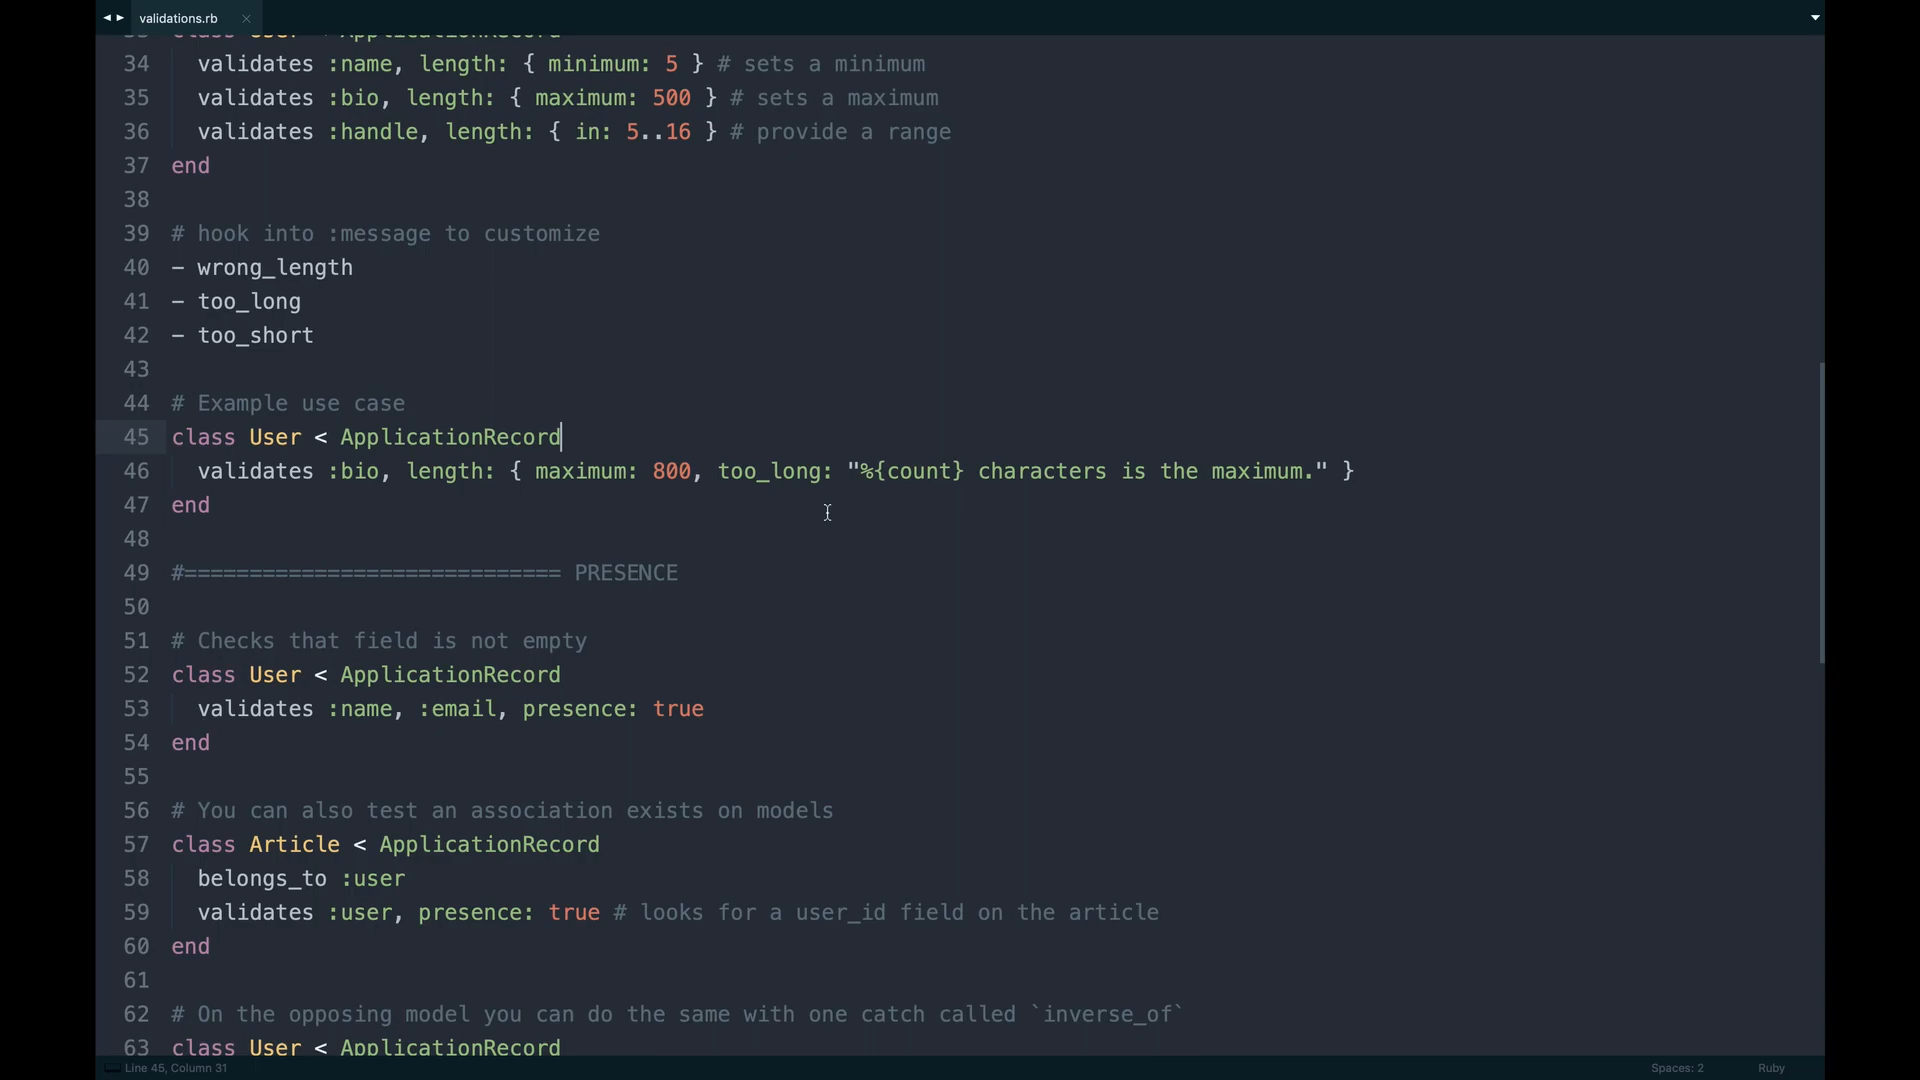 validations.rb
33 class User < ApplicationRecord
34 validates :name, length: { minimum: 5 } # sets a minimum
35 validates :bio, length: { maximum: 500 } # sets a maximum
36 validates :handle, length: { in: 5..16 } # provide a range
37 end
38
39 # hook into :message to customize
40 - wrong_length
41 - too_long
42 - too_short
43
44 # Example use case
45 class User < ApplicationRecord
46 validates :bio, length: { maximum: 800, too_long: "%{count} characters is the maximum." }
47 end
48
49 #============================= PRESENCE
50
51 # Checks that field is not empty
52 class User < ApplicationRecord
53 validates :name, :email, presence: true
54 end
55
56 # You can also test an association exists on models
57 class Article < ApplicationRecord
58 belongs_to :user
59 validates :user, presence: true # looks for a user_id field on the article
60 end
61
62 # On the opposing model you can do the same with one catch called `inverse_of`
63 class User < ApplicationRecord
Line 45, Column 31 Spaces: 2 Ruby